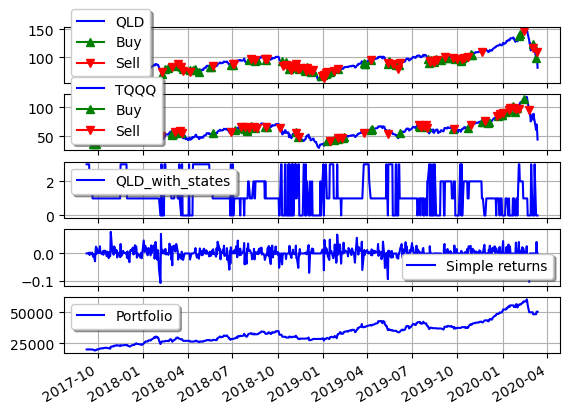 150
100
QLD
Buy
Sell
100
50
TQQQ
Buy
Sell
2
0
QLD_with_states
0.0
−0.1
Simple returns
50000
25000
Portfolio
2017-10
2018-01
2018-04
2018-07
2018-10
2019-01
2019-04
2019-07
2019-10
2020-01
2020-04